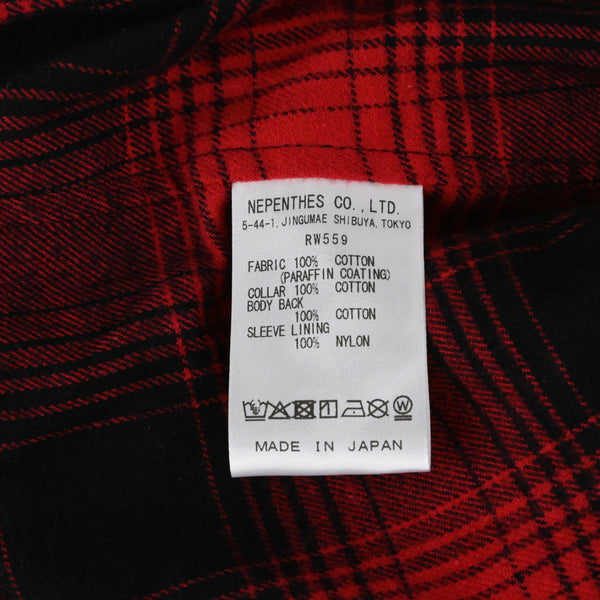 NEPENTHES CO.,LTD.
5-44-1, JINGUMAE SHIBUYA, TOKYO
RW559
FABRIC 100% COTTON
(PARAFFIN COATING)
COLLAR 100% COTTON
BODY BACK
100% COTTON
SLEEVE LINING
100% NYLON
W
MADE IN JAPAN